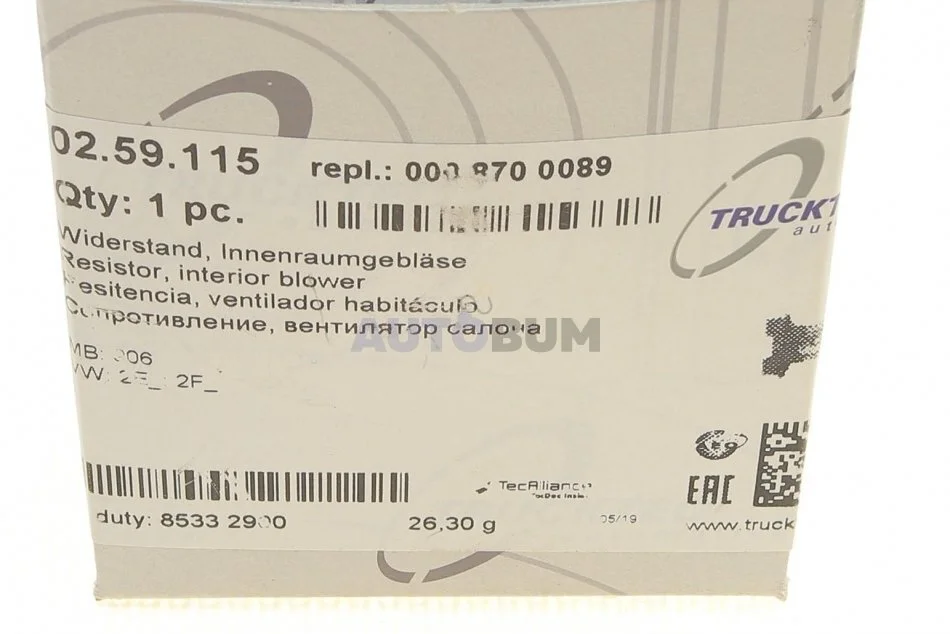 02.59.115
repl.: 000 870 0089
Qty: 1 pc.
TRUCKT
aut
Widerstand, Innenraumgebläse
Resistor, interior blower
esitencia, ventilador habitáculo
Сопротивление, вентилятор салона
AUTOBUM
MB: 906
VW: 2E_, 2F_
EAC
TecAlliance
duty: 8533 2900
26,30 g
05/19
www.truck